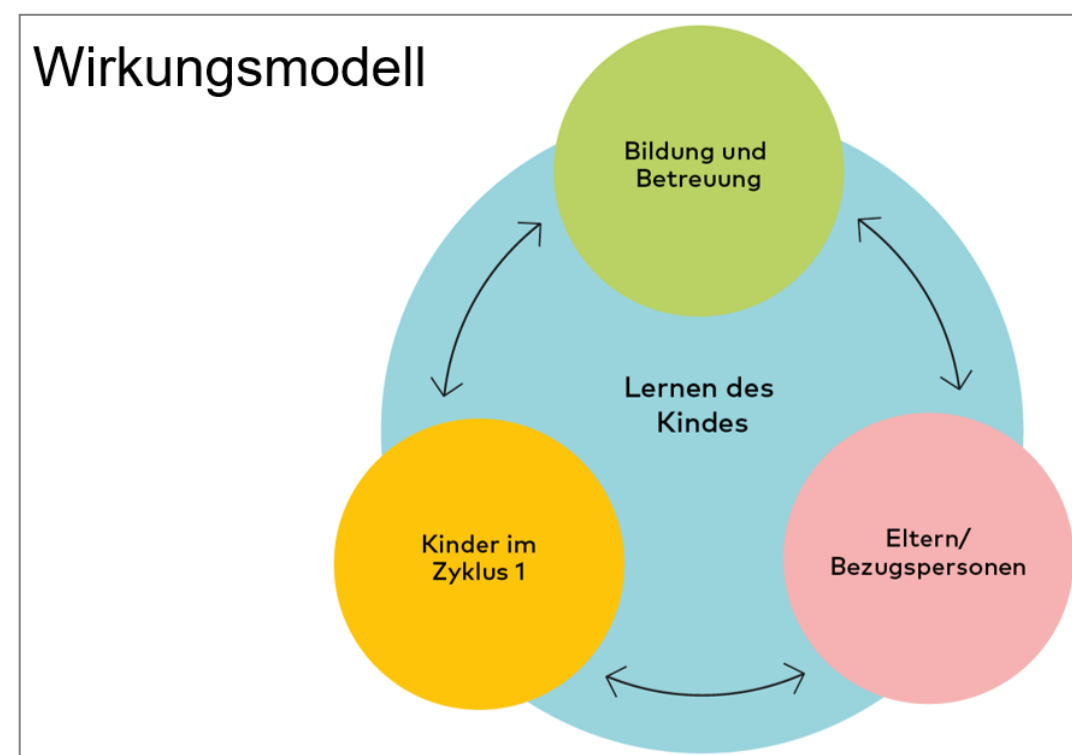 Wirkungsmodell
Bildung und
Betreuung
Lernen des
Kindes
Kinder im
Zyklus 1
Eltern/
Bezugspersonen